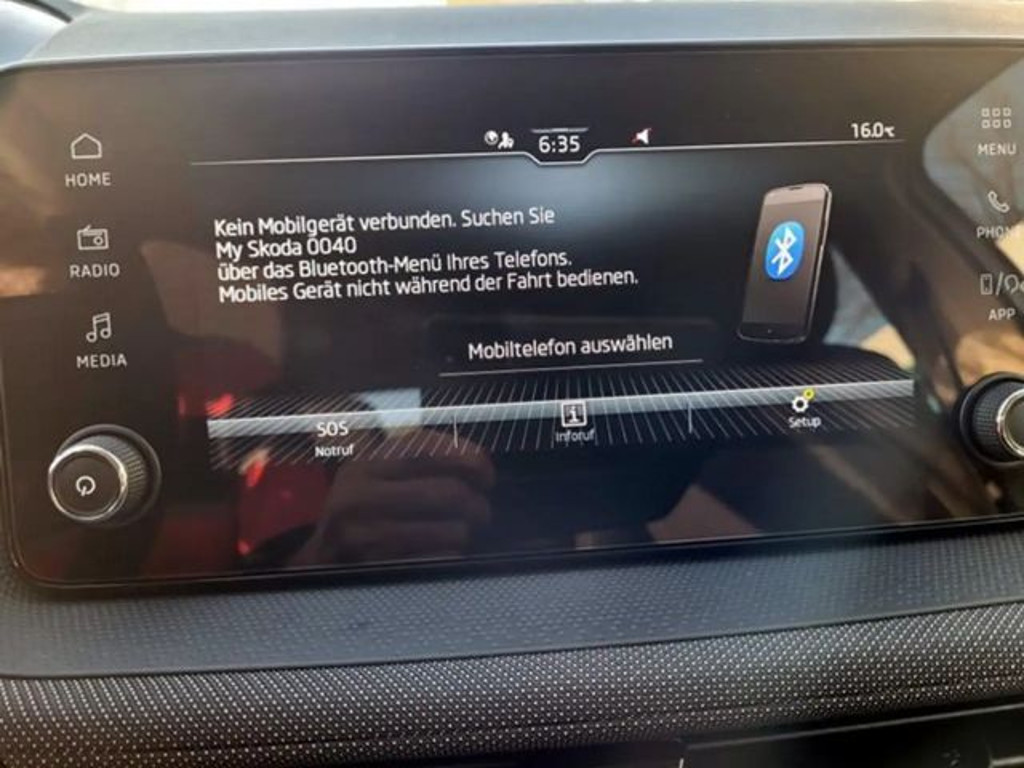 6:35
16.0°C
HOME
MENU
Kein Mobilgerät verbunden. Suchen Sie
My Skoda 0040
über das Bluetooth-Menü Ihres Telefons.
Mobiles Gerät nicht während der Fahrt bedienen.
PHON
RADIO
APP
MEDIA
Mobiltelefon auswählen
SOS
Notruf
i
Inforuf
Setup